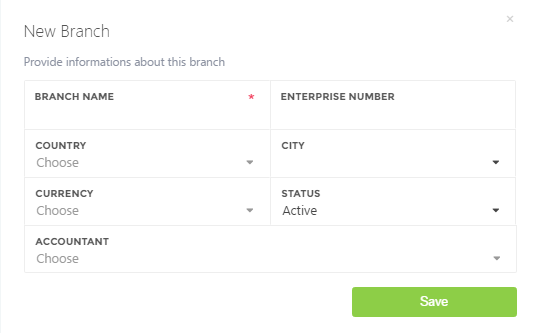 ×
New Branch
Provide informations about this branch
BRANCH NAME *
ENTERPRISE NUMBER
COUNTRY
Choose
CITY
CURRENCY
Choose
STATUS
Active
ACCOUNTANT
Choose
Save